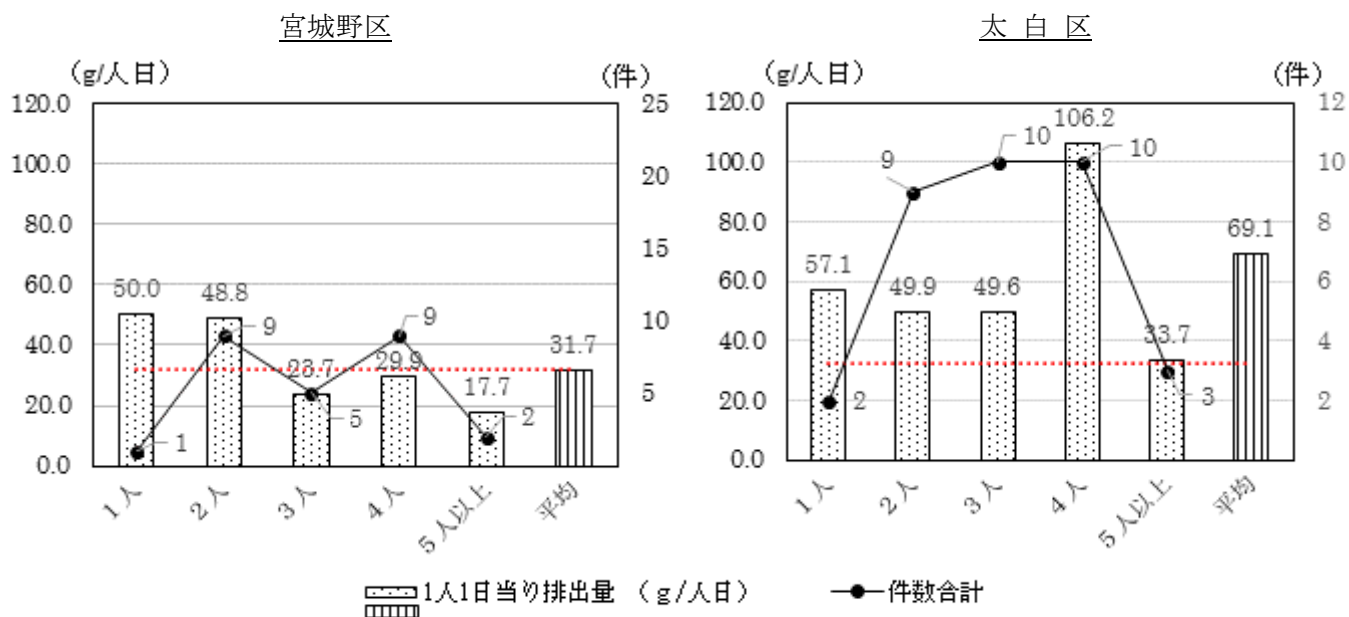 宮城野区
(g/人日)
(件)
120.0
100.0
80.0
60.0
40.0
20.0
0.0
25
20
15
10
5
50.0
48.8
23.7
29.9
17.7
31.7
1
9
5
9
2
1人
2人
3人
4人
5人以上
平均
太 白 区
(g/人日)
(件)
120.0
100.0
80.0
60.0
40.0
20.0
0.0
12
10
8
6
4
2
57.1
49.9
49.6
106.2
33.7
69.1
2
9
10
10
3
1人
2人
3人
4人
5人以上
平均
1人1日当り排出量 (g/人日)
件数合計